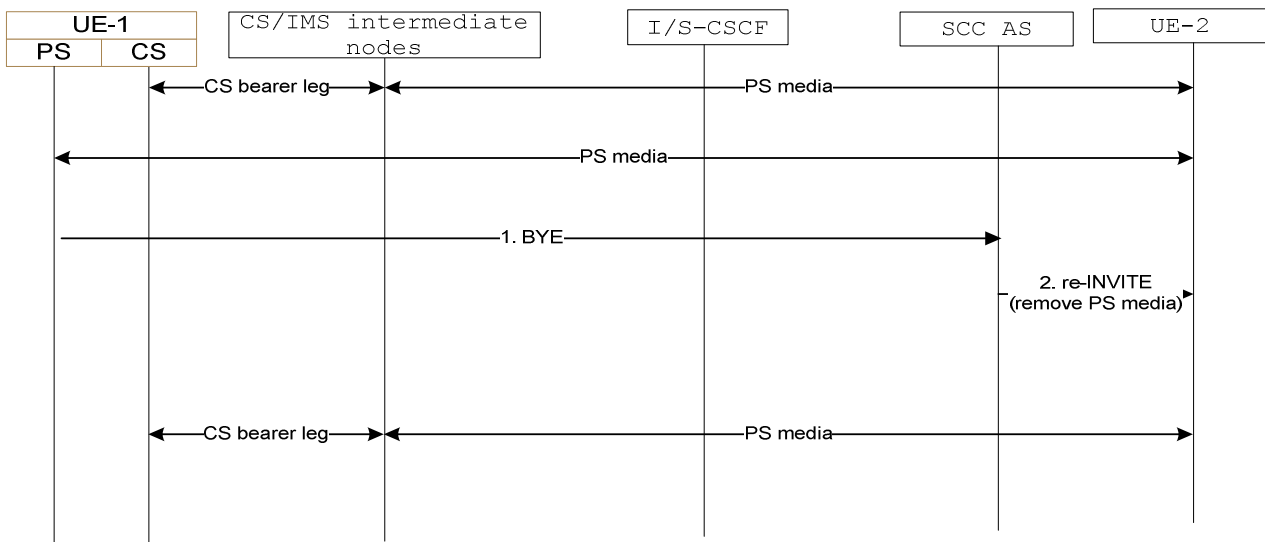 UE-1
PS CS
CS/IMS intermediate
nodes
I/S-CSCF
SCC AS
UE-2
CS bearer leg
PS media
PS media
1. BYE
2. re-INVITE
(remove PS media)
CS bearer leg
PS media